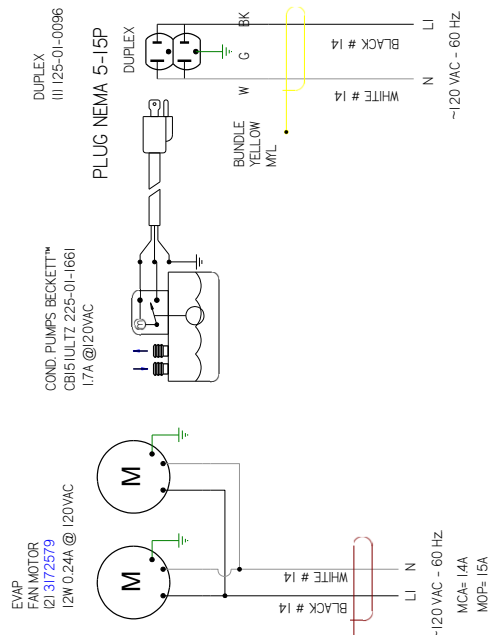 DUPLEX
(1) 125-01-0096
PLUG NEMA 5-15P
DUPLEX
BK
G
W
BLACK # 14
WHITE # 14
L1
N
~120 VAC - 60 Hz.
BUNDLE
YELLOW
MYL
COND. PUMPS BECKETT™
CB151ULTZ 225-01-1661
1.7A @120VAC
EVAP
FAN MOTOR
(2) 3172579
12W 0.24A @ 120VAC
M
M
WHITE # 14
BLACK # 14
N
L1
~120 VAC - 60 Hz.
MCA= 1.4A
MOP= 15A